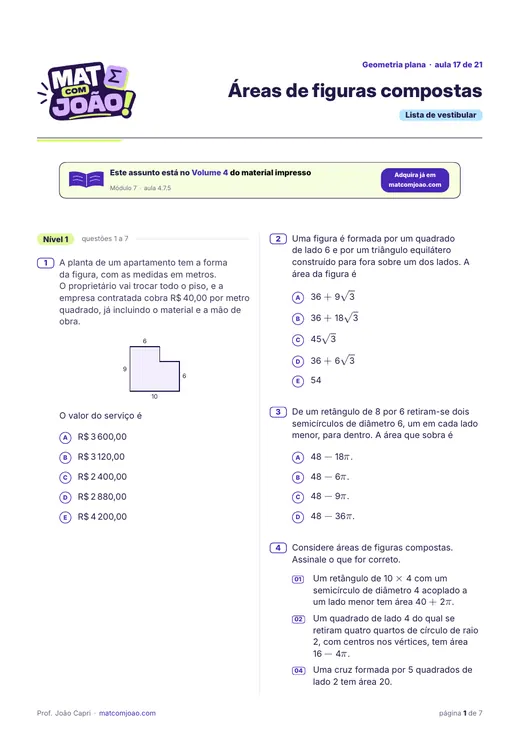 MAT
COM
JOÃO!
Geometria plana · aula 17 de 21
Áreas de figuras compostas
Lista de vestibular
Este assunto está no Volume 4 do material impresso
Módulo 7 · aula 4.7.5
Adquira já em
matcomjoao.com
Nível 1 questões 1 a 7
1 A planta de um apartamento tem a forma
da figura, com as medidas em metros.
O proprietário vai trocar todo o piso, e a
empresa contratada cobra R$ 40,00 por metro
quadrado, já incluindo o material e a mão de
obra.
6
9
6
10
O valor do serviço é
A R$ 3 600,00
B R$ 3 120,00
C R$ 2 400,00
D R$ 2 880,00
E R$ 4 200,00
2 Uma figura é formada por um quadrado
de lado 6 e por um triângulo equilátero
construído para fora sobre um dos lados. A
área da figura é
A 36 + 9√3
B 36 + 18√3
C 45√3
D 36 + 6√3
E 54
3 De um retângulo de 8 por 6 retiram-se dois
semicírculos de diâmetro 6, um em cada lado
menor, para dentro. A área que sobra é
A 48 − 18π.
B 48 − 6π.
C 48 − 9π.
D 48 − 36π.
4 Considere áreas de figuras compostas.
Assinale o que for correto.
01 Um retângulo de 10 × 4 com um
semicírculo de diâmetro 4 acoplado a
um lado menor tem área 40 + 2π.
02 Um quadrado de lado 4 do qual se
retiram quatro quartos de círculo de raio
2, com centros nos vértices, tem área
16 − 4π.
04 Uma cruz formada por 5 quadrados de
lado 2 tem área 20.
Prof. João Capri · matcomjoao.com
página 1 de 7